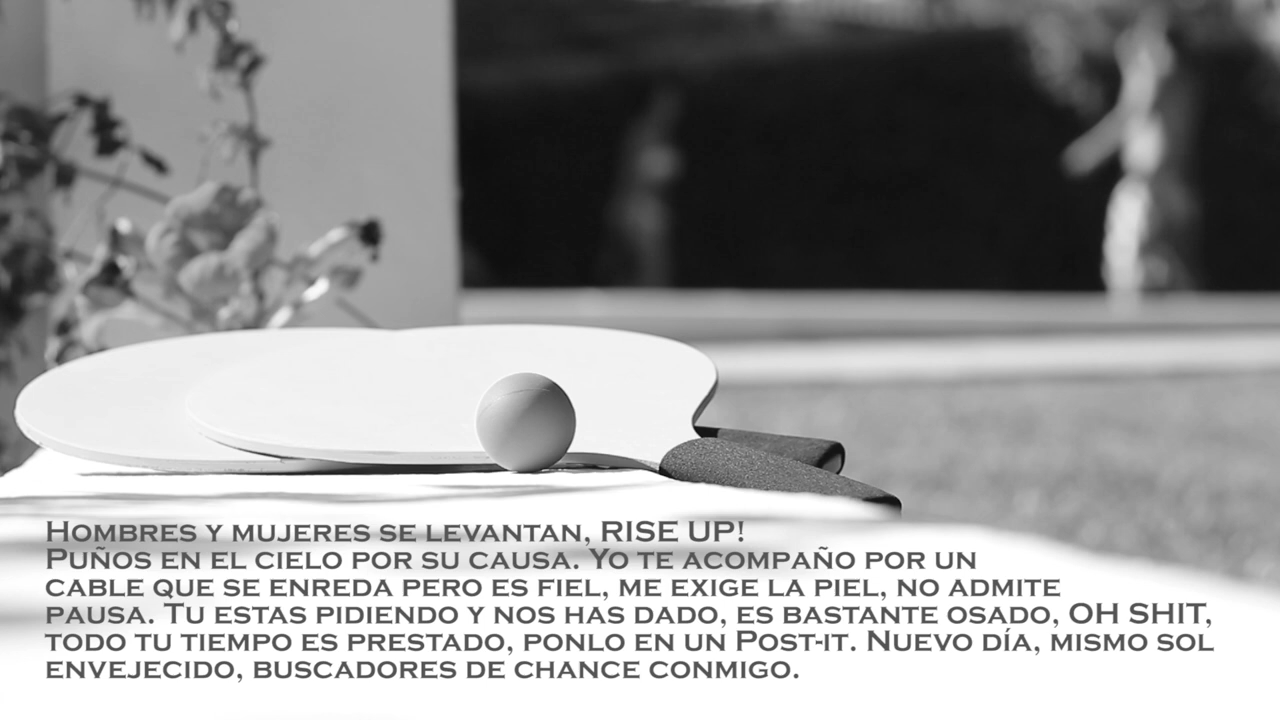 Hombres y mujeres se levantan, RISE UP!
Puños en el cielo por su causa. Yo te acompaño por un
cable que se enreda pero es fiel, me exige la piel, no admite
pausa. Tu estas pidiendo y nos has dado, es bastante osado, OH SHIT,
todo tu tiempo es prestado, ponlo en un Post-it. Nuevo día, mismo sol
envejecido, buscadores de chance conmigo.